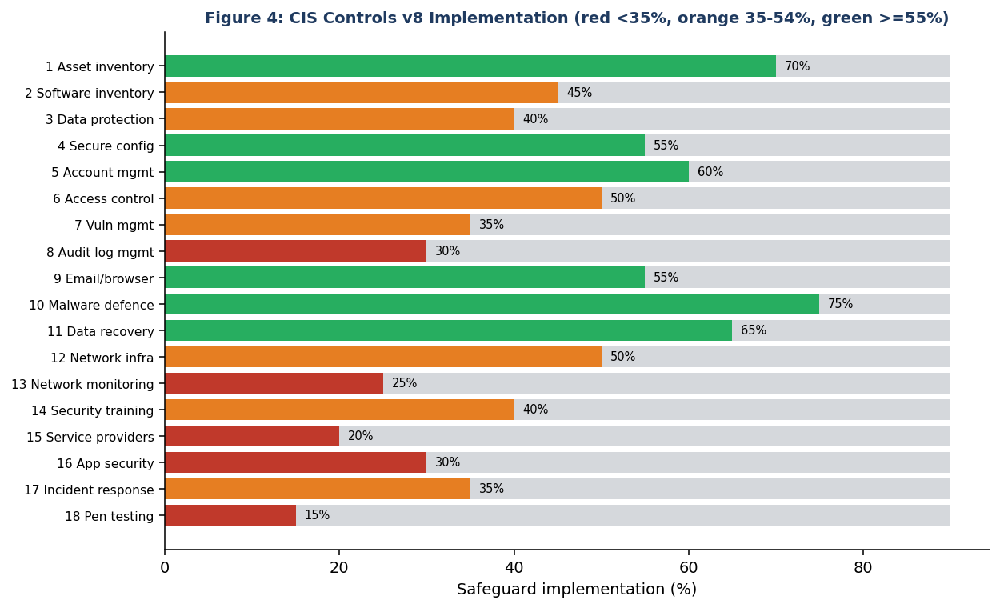 Figure 4: CIS Controls v8 Implementation (red <35%, orange 35-54%, green >=55%)
1 Asset inventory 70%
2 Software inventory 45%
3 Data protection 40%
4 Secure config 55%
5 Account mgmt 60%
6 Access control 50%
7 Vuln mgmt 35%
8 Audit log mgmt 30%
9 Email/browser 55%
10 Malware defence 75%
11 Data recovery 65%
12 Network infra 50%
13 Network monitoring 25%
14 Security training 40%
15 Service providers 20%
16 App security 30%
17 Incident response 35%
18 Pen testing 15%
0 20 40 60 80
Safeguard implementation (%)